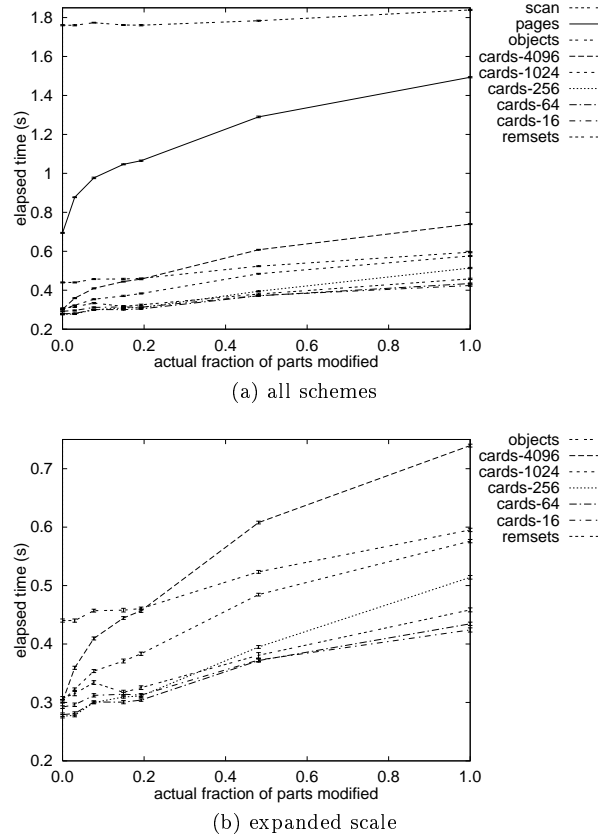 scan
pages
objects
cards-4096
cards-1024
cards-256
cards-64
cards-16
remsets
elapsed time (s)
1.8
1.6
1.4
1.2
1
0.8
0.6
0.4
0.2
0.0 0.2 0.4 0.6 0.8 1.0
actual fraction of parts modified
(a) all schemes
objects
cards-4096
cards-1024
cards-256
cards-64
cards-16
remsets
elapsed time (s)
0.7
0.6
0.5
0.4
0.3
0.2
0.0 0.2 0.4 0.6 0.8 1.0
actual fraction of parts modified
(b) expanded scale